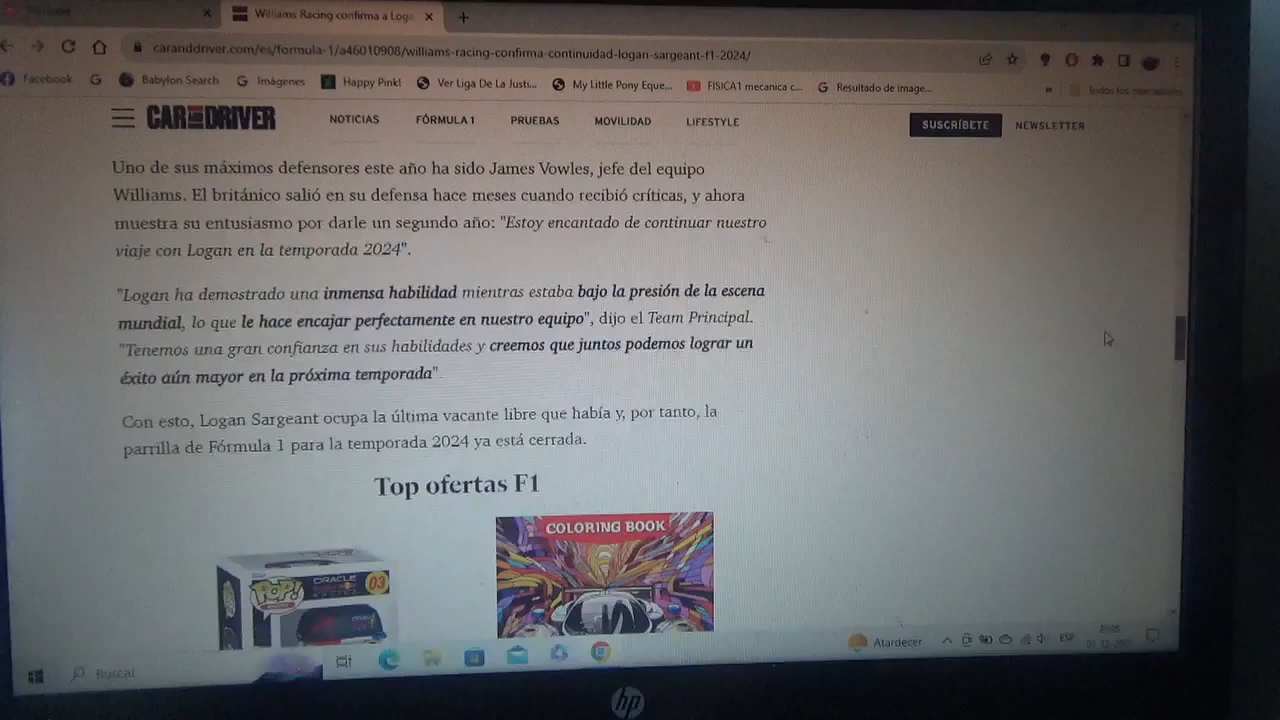 Williams Racing confirma a Loga
caranddriver.com/es/formula-1/a46010908/williams-racing-confirma-continuidad-logan-sargeant-f1-2024/
Facebook
Babylon Search
Imágenes
Happy Pink!
Ver Liga De La Justi...
My Little Pony Eque...
FISICA1 mecanica c...
Resultado de image...
»
Todos los marcadores
CAR AND DRIVER
NOTICIAS
FÓRMULA 1
PRUEBAS
MOVILIDAD
LIFESTYLE
SUSCRÍBETE
NEWSLETTER
Uno de sus máximos defensores este año ha sido James Vowles, jefe del equipo
Williams. El británico salió en su defensa hace meses cuando recibió críticas, y ahora
muestra su entusiasmo por darle un segundo año: "Estoy encantado de continuar nuestro
viaje con Logan en la temporada 2024".
"Logan ha demostrado una inmensa habilidad mientras estaba bajo la presión de la escena
mundial, lo que le hace encajar perfectamente en nuestro equipo", dijo el Team Principal.
"Tenemos una gran confianza en sus habilidades y creemos que juntos podemos lograr un
éxito aún mayor en la próxima temporada".
Con esto, Logan Sargeant ocupa la última vacante libre que había y, por tanto, la
parrilla de Fórmula 1 para la temporada 2024 ya está cerrada.
Top ofertas F1
POP!
ORACLE
03
COLORING BOOK
Buscar
Atardecer
ESP
hp